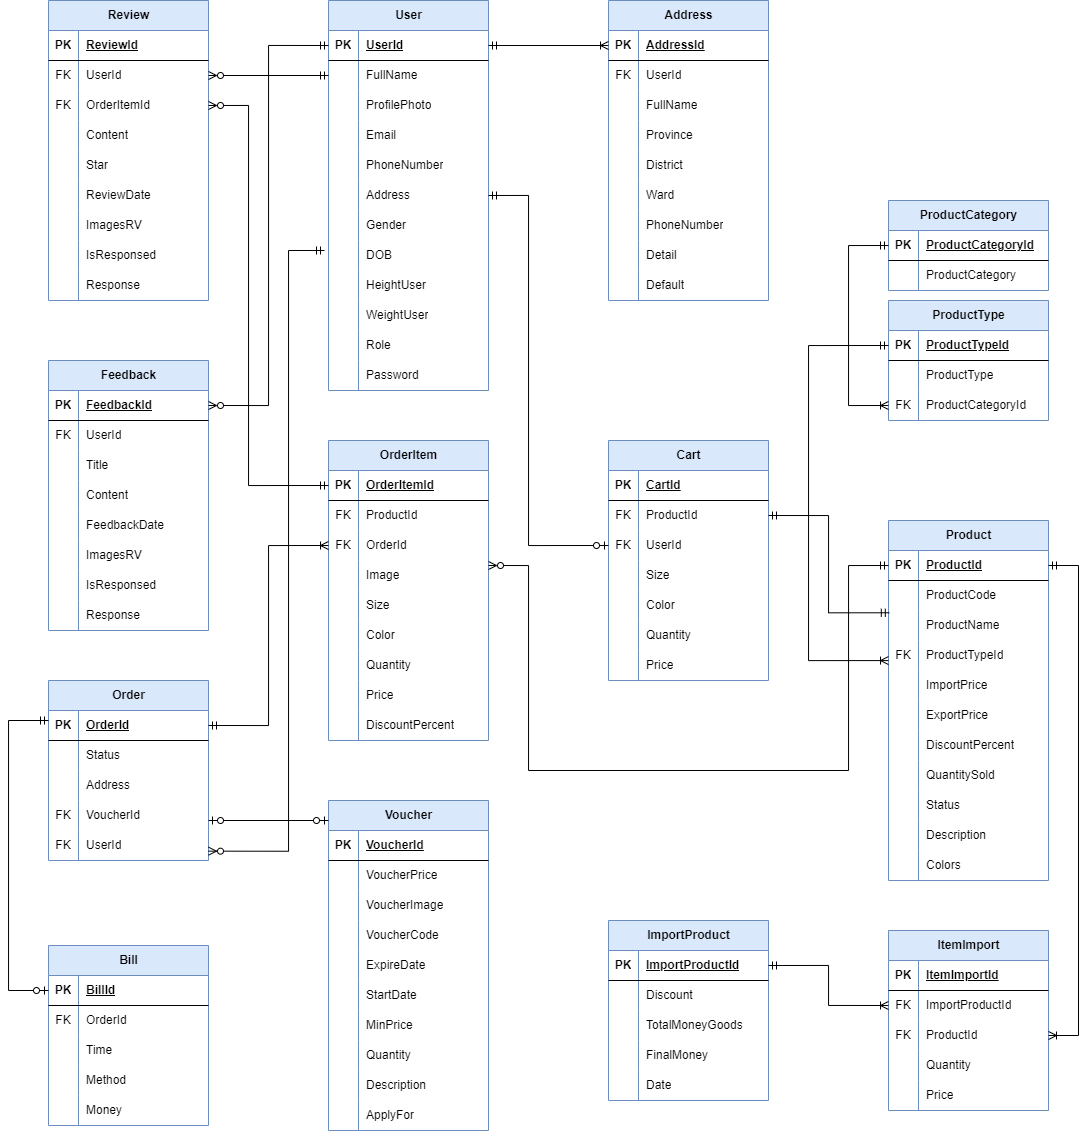 Review
PK ReviewId
FK UserId
FK OrderItemId
Content
Star
ReviewDate
ImagesRV
IsResponsed
Response
User
PK UserId
FullName
ProfilePhoto
Email
PhoneNumber
Address
Gender
DOB
HeightUser
WeightUser
Role
Password
Address
PK AddressId
FK UserId
FullName
Province
District
Ward
PhoneNumber
Detail
Default
ProductCategory
PK ProductCategoryId
ProductCategory
ProductType
PK ProductTypeId
ProductType
FK ProductCategoryId
Feedback
PK FeedbackId
FK UserId
Title
Content
FeedbackDate
ImagesRV
IsResponsed
Response
OrderItem
PK OrderItemId
FK ProductId
FK OrderId
Image
Size
Color
Quantity
Price
DiscountPercent
Cart
PK CartId
FK ProductId
FK UserId
Size
Color
Quantity
Price
Product
PK ProductId
ProductCode
ProductName
FK ProductTypeId
ImportPrice
ExportPrice
DiscountPercent
QuantitySold
Status
Description
Colors
Order
PK OrderId
Status
Address
FK VoucherId
FK UserId
Voucher
PK VoucherId
VoucherPrice
VoucherImage
VoucherCode
ExpireDate
StartDate
MinPrice
Quantity
Description
ApplyFor
Bill
PK BillId
FK OrderId
Time
Method
Money
ImportProduct
PK ImportProductId
Discount
TotalMoneyGoods
FinalMoney
Date
ItemImport
PK ItemImportId
FK ImportProductId
FK ProductId
Quantity
Price